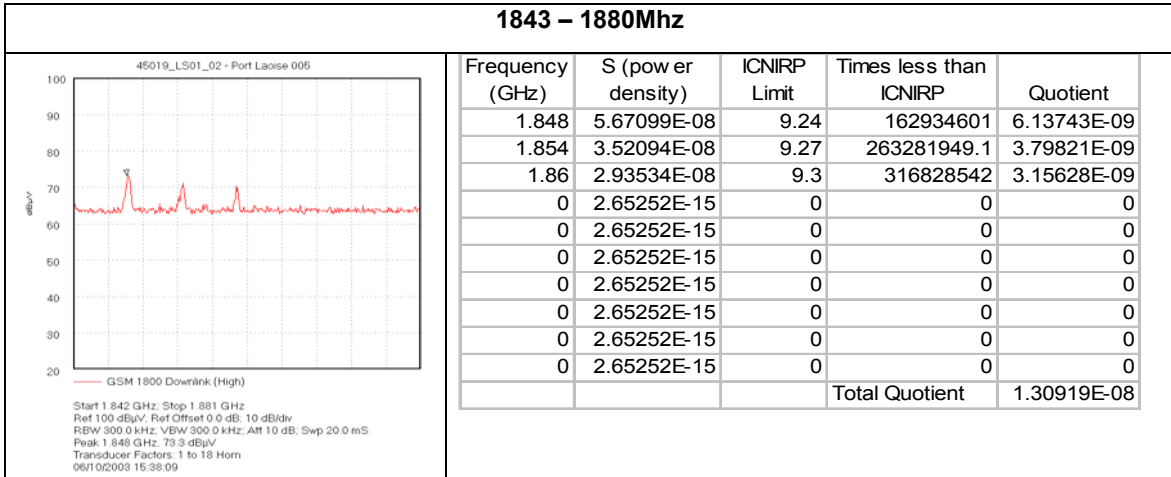 1843 – 1880Mhz
45019_LS01_02 - Port Laoise 005
100
90
80
70
60
50
40
30
20
dBµV
GSM 1800 Downlink (High)
Start 1.842 GHz; Stop 1.881 GHz
Ref 100 dBµV; Ref Offset 0.0 dB; 10 dB/div
RBW 300.0 kHz; VBW 300.0 kHz; Att 10 dB; Swp 20.0 mS
Peak 1.848 GHz, 73.3 dBµV
Transducer Factors: 1 to 18 Horn
06/10/2003 15:38:09
Frequency (GHz) S (power density) ICNIRP Limit Times less than ICNIRP Quotient
1.848 5.67099E-08 9.24 162934601 6.13743E-09
1.854 3.52094E-08 9.27 263281949.1 3.79821E-09
1.86 2.93534E-08 9.3 316828542 3.15628E-09
0 2.65252E-15 0 0 0
0 2.65252E-15 0 0 0
0 2.65252E-15 0 0 0
0 2.65252E-15 0 0 0
0 2.65252E-15 0 0 0
0 2.65252E-15 0 0 0
0 2.65252E-15 0 0 0
Total Quotient 1.30919E-08